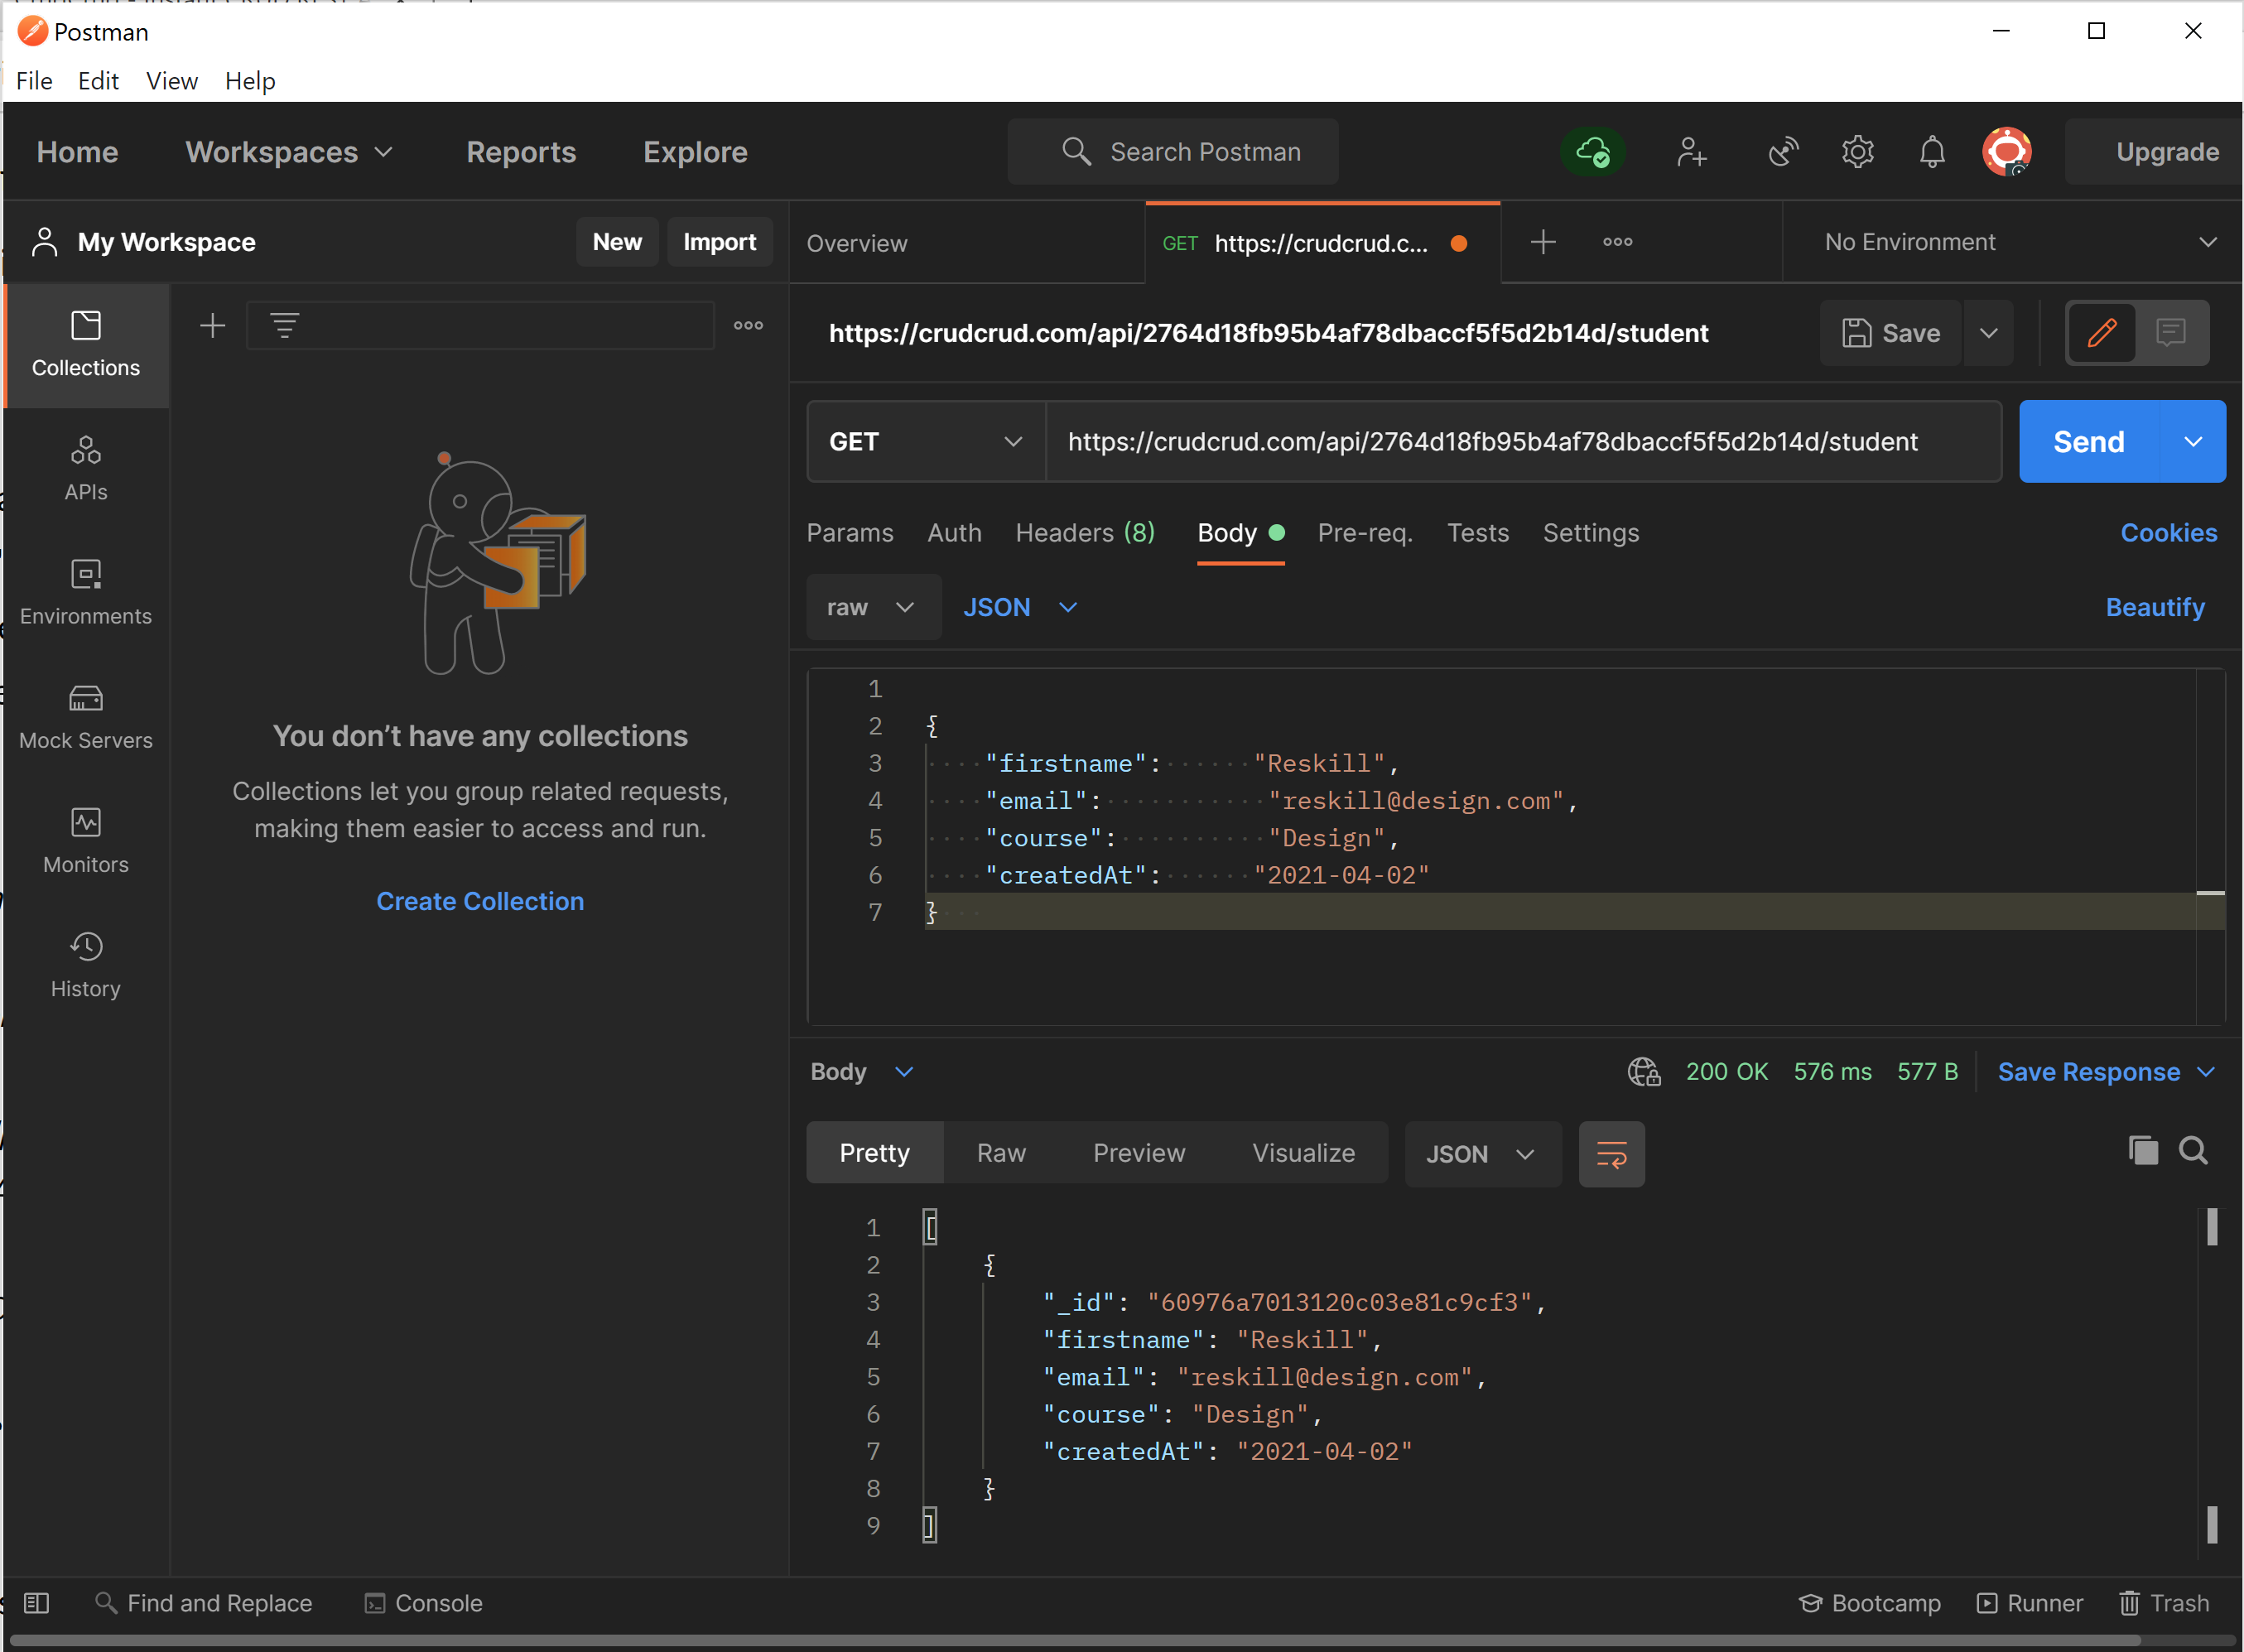 Postman
File Edit View Help
Home Workspaces Reports Explore Search Postman Upgrade
My Workspace New Import Overview GET https://crudcrud.c... No Environment
Collections
https://crudcrud.com/api/2764d18fb95b4af78dbaccf5f5d2b14d/student Save
GET https://crudcrud.com/api/2764d18fb95b4af78dbaccf5f5d2b14d/student Send
APIs
Params Auth Headers (8) Body Pre-req. Tests Settings Cookies
Environments
raw JSON Beautify
Mock Servers
You don't have any collections
Collections let you group related requests,
making them easier to access and run.
Monitors
Create Collection
History
1
2 {
3 "firstname": "Reskill",
4 "email": "reskill@design.com",
5 "course": "Design",
6 "createdAt": "2021-04-02"
7 }
Body 200 OK 576 ms 577 B Save Response
Pretty Raw Preview Visualize JSON
1 [
2 {
3 "_id": "60976a7013120c03e81c9cf3",
4 "firstname": "Reskill",
5 "email": "reskill@design.com",
6 "course": "Design",
7 "createdAt": "2021-04-02"
8 }
9 ]
Find and Replace Console Bootcamp Runner Trash